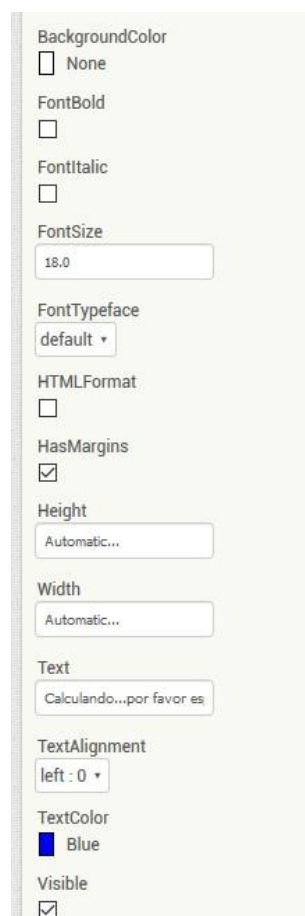 BackgroundColor
None
FontBold
FontItalic
FontSize
18.0
FontTypeface
default
HTMLFormat
HasMargins
Height
Automatic...
Width
Automatic...
Text
Calculando...por favor es
TextAlignment
left : 0
TextColor
Blue
Visible